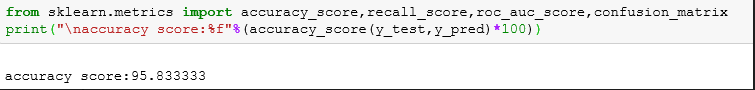 from sklearn.metrics import accuracy_score,recall_score,roc_auc_score,confusion_matrix
print("\naccuracy score:%f"%(accuracy_score(y_test,y_pred)*100))
accuracy score:95.833333